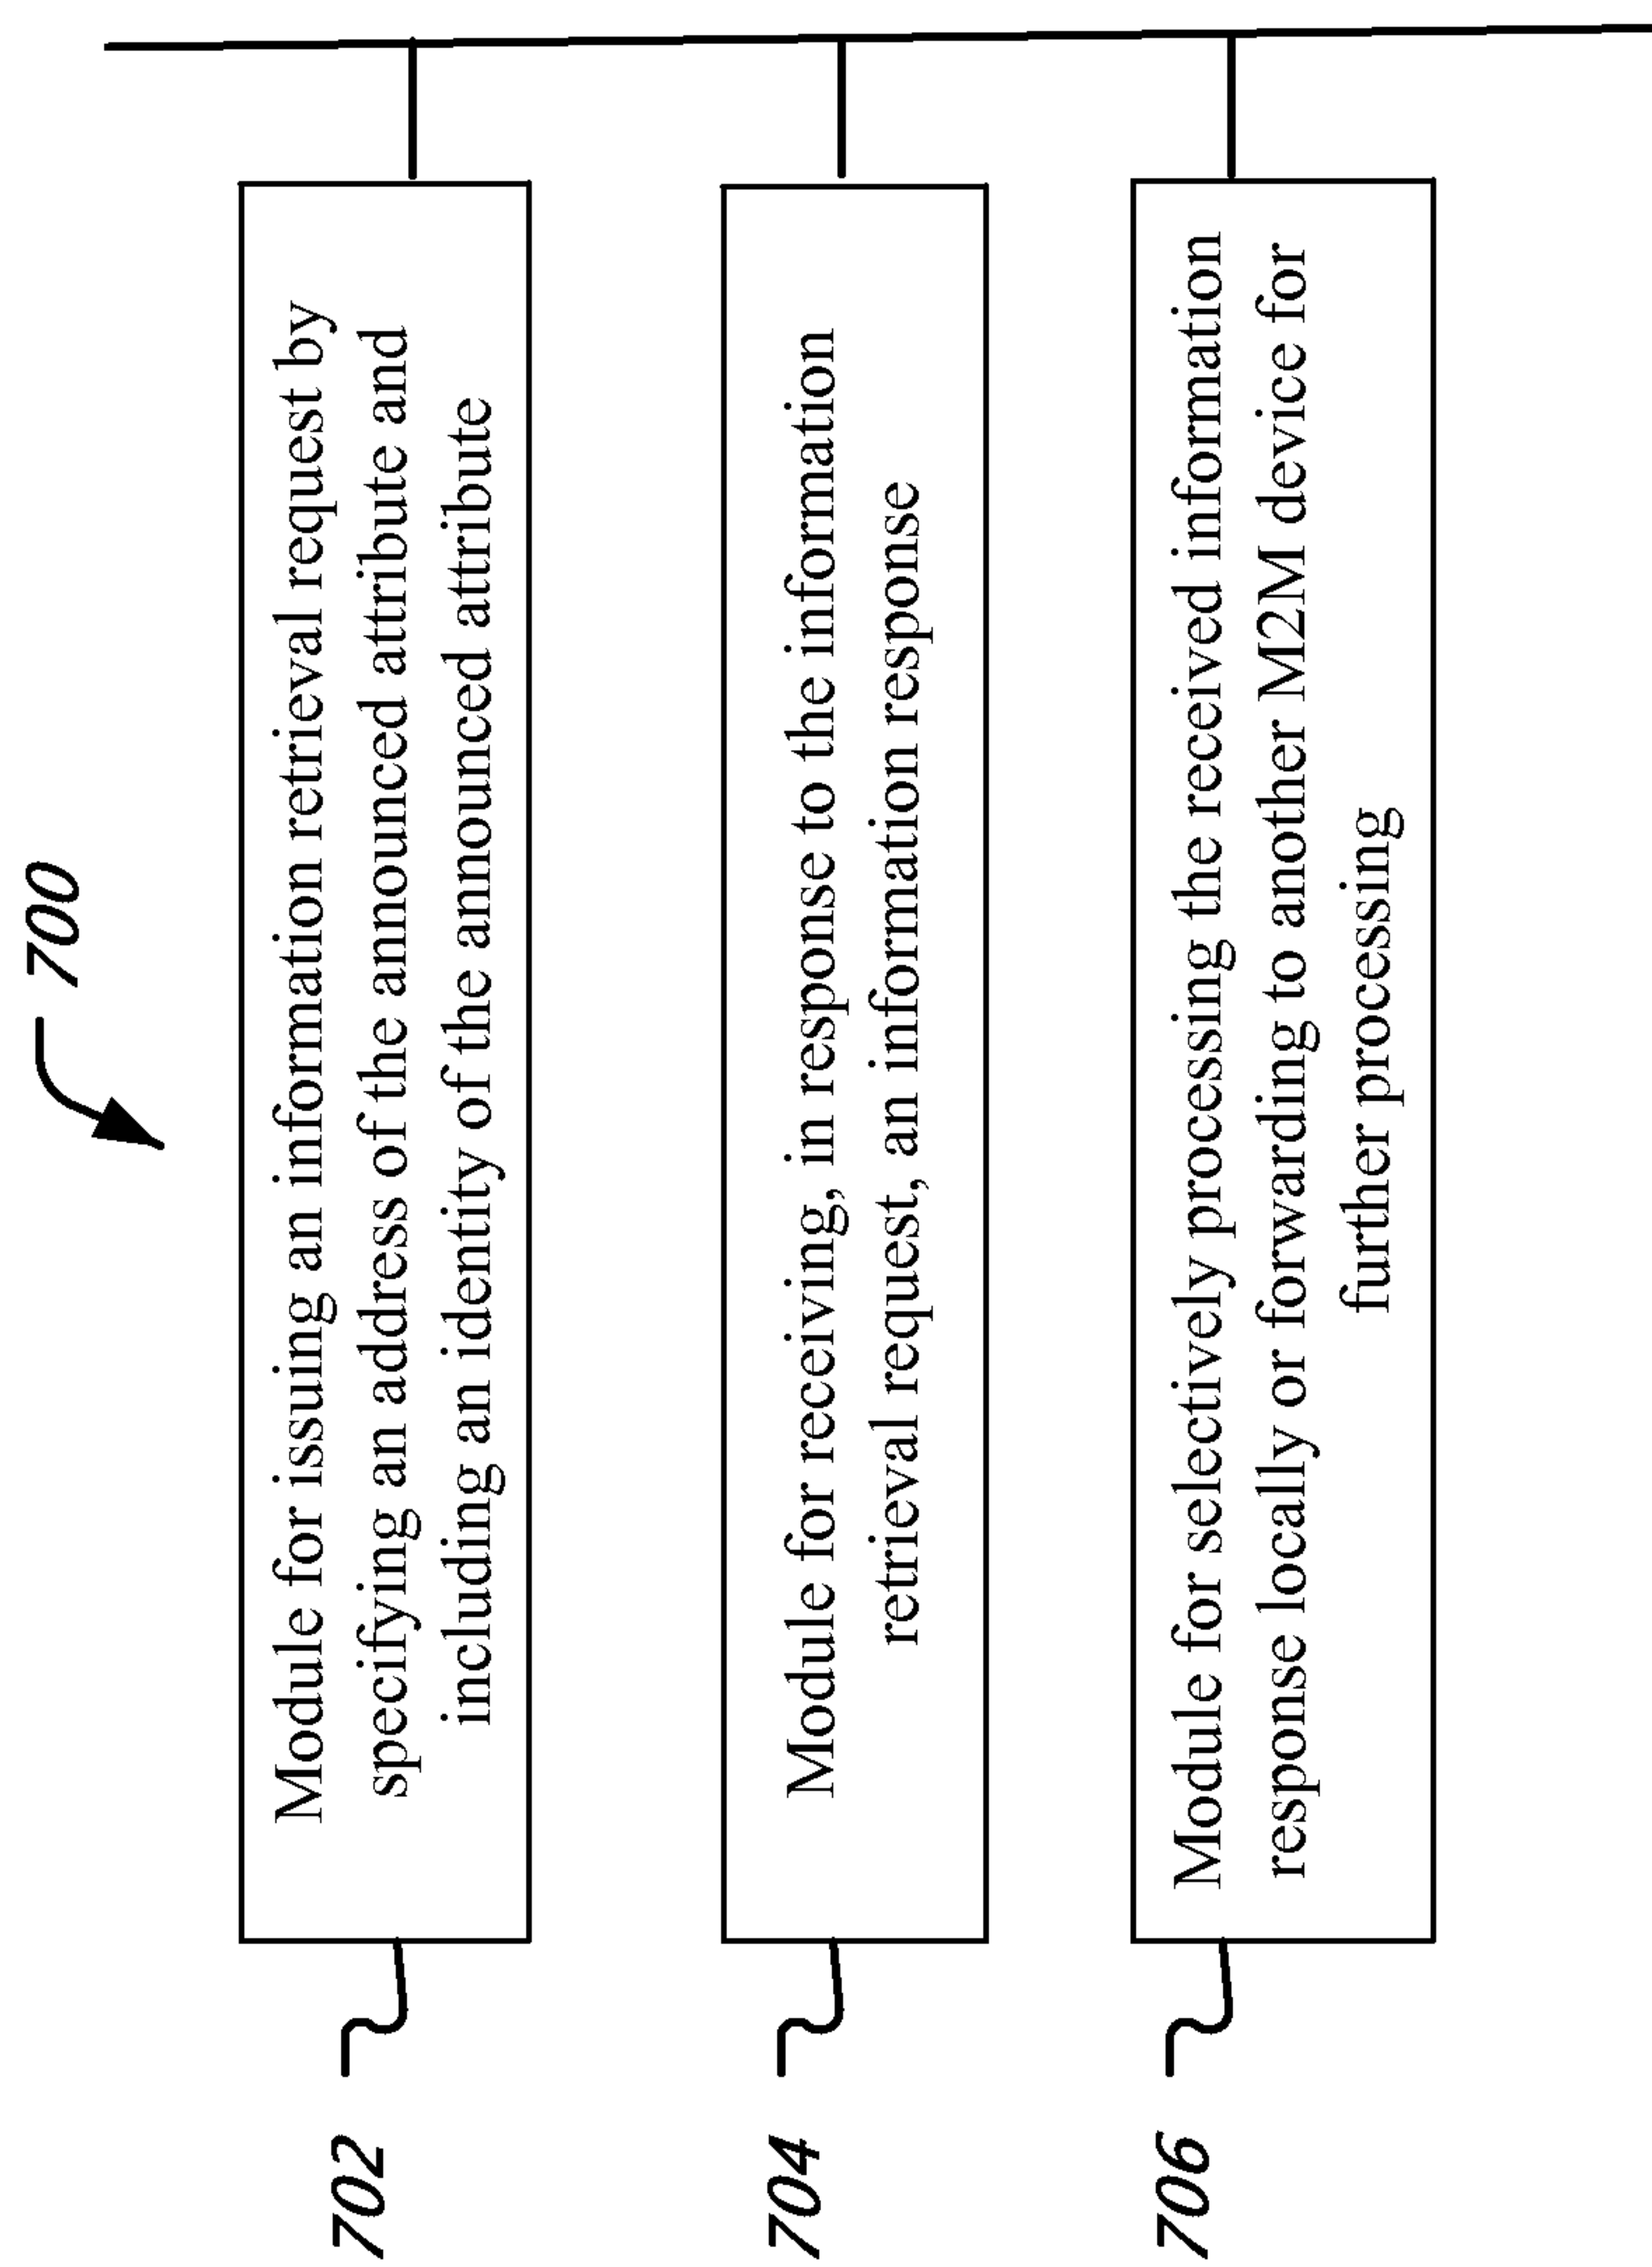 700
702
Module for issuing an information retrieval request by
specifying an address of the announced attribute and
including an identity of the announced attribute
704
Module for receiving, in response to the information
retrieval request, an information response
706
Module for selectively processing the received information
response locally or forwarding to another M2M device for
further processing